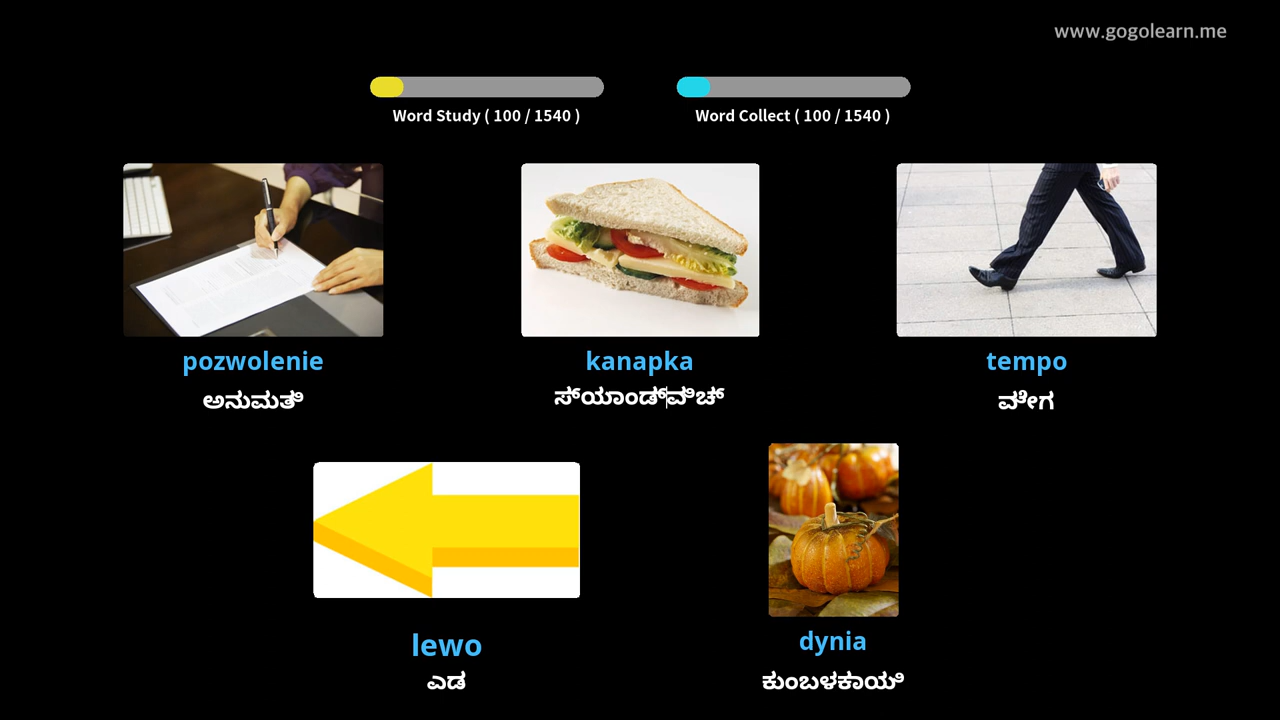 www.gogolearn.me
Word Study ( 100 / 1540 )
Word Collect ( 100 / 1540 )
pozwolenie
kanapka
tempo
ಅನುಮತಿ
ಸ್ಯಾಂಡ್‌ವಿಚ್
ವೇಗ
lewo
dynia
ಎಡ
ಕುಂಬಳಕಾಯಿ